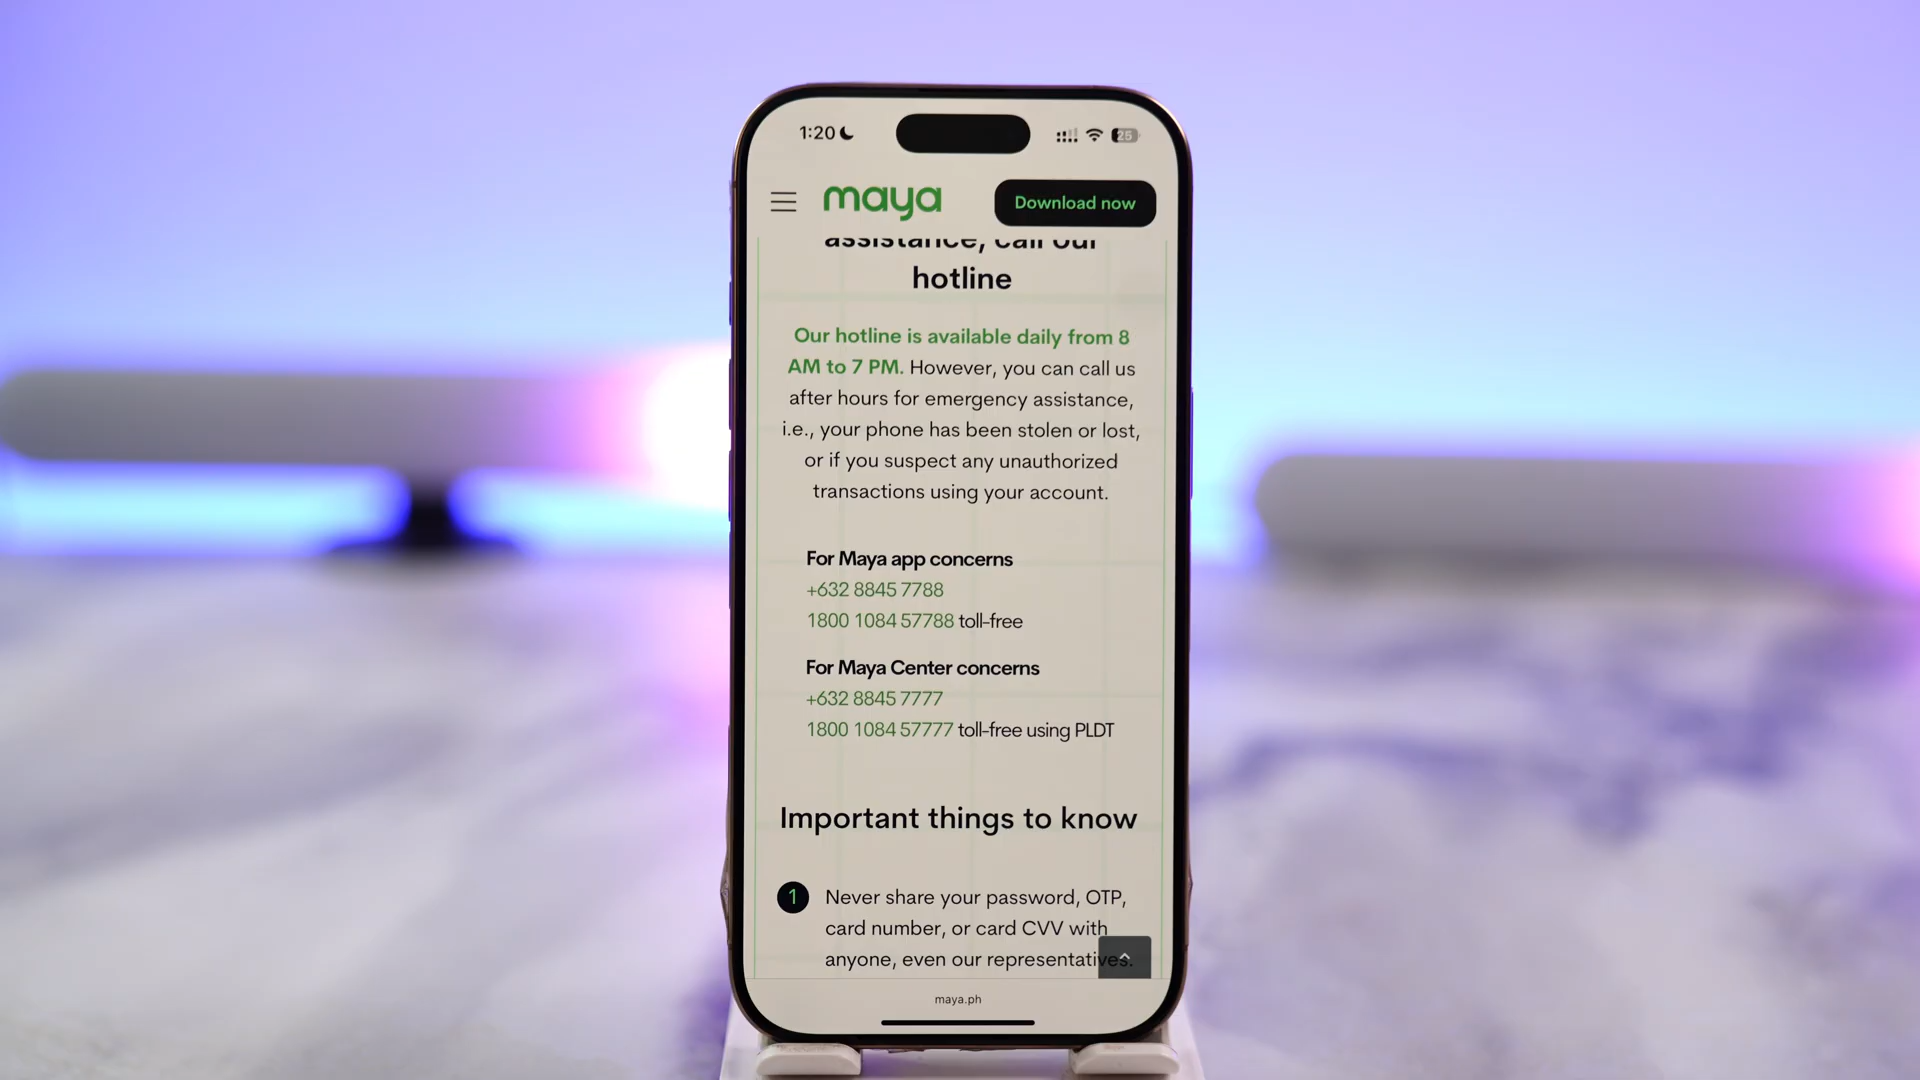 1:20
25
maya
Download now
assistance, call our
hotline
Our hotline is available daily from 8
AM to 7 PM. However, you can call us
after hours for emergency assistance,
i.e., your phone has been stolen or lost,
or if you suspect any unauthorized
transactions using your account.
For Maya app concerns
+632 8845 7788
1800 1084 57788 toll-free
For Maya Center concerns
+632 8845 7777
1800 1084 57777 toll-free using PLDT
Important things to know
1 Never share your password, OTP,
card number, or card CVV with
anyone, even our representatives.
maya.ph